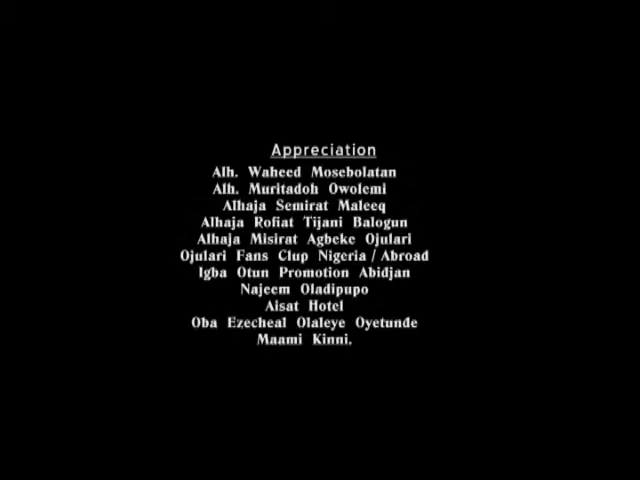 Appreciation
Alh. Waheed Mosebolatan
Alh. Muritadoh Owolemi
Alhaja Semirat Maleeq
Alhaja Rofiat Tijani Balogun
Alhaja Misirat Agbeke Ojulari
Ojulari Fans Clup Nigeria / Abroad
Igba Otun Promotion Abidjan
Najeem Oladipupo
Aisat Hotel
Oba Ezecheal Olaleye Oyetunde
Maami Kinni.